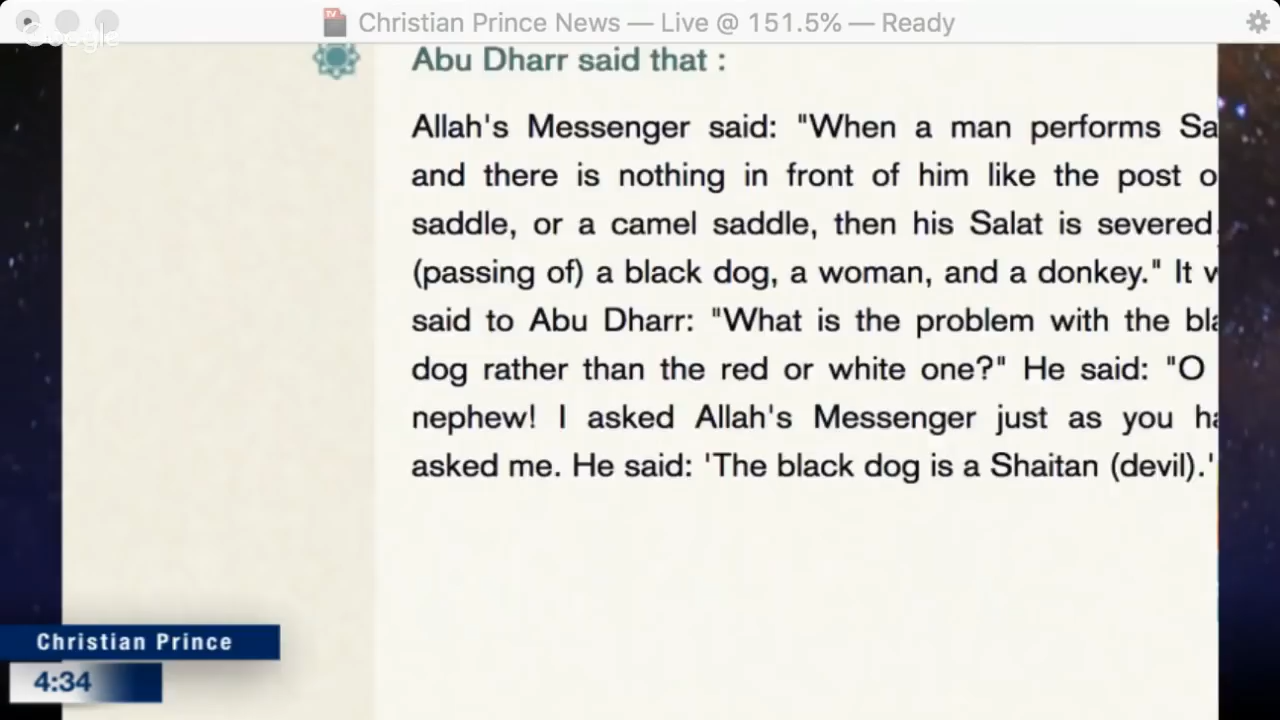 Christian Prince News — Live @ 151.5% — Ready
Google
Abu Dharr said that :
Allah's Messenger said: "When a man performs Sa
and there is nothing in front of him like the post o
saddle, or a camel saddle, then his Salat is severed
(passing of) a black dog, a woman, and a donkey." It
said to Abu Dharr: "What is the problem with the bla
dog rather than the red or white one?" He said: "O
nephew! I asked Allah's Messenger just as you ha
asked me. He said: 'The black dog is a Shaitan (devil).'
Christian Prince
4:34